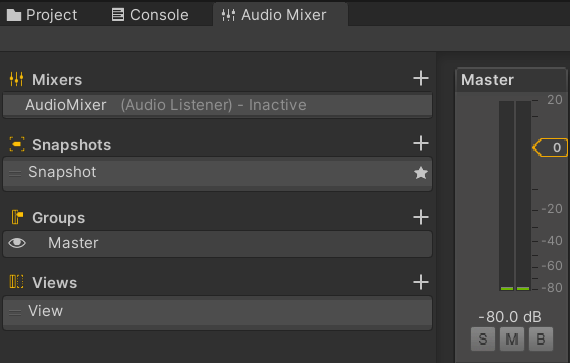 Project Console Audio Mixer
Mixers
AudioMixer (Audio Listener) - Inactive
Snapshots
Snapshot
Groups
Master
Views
View
Master
20
0
-20
-40
-60
-80
-80.0 dB
S M B